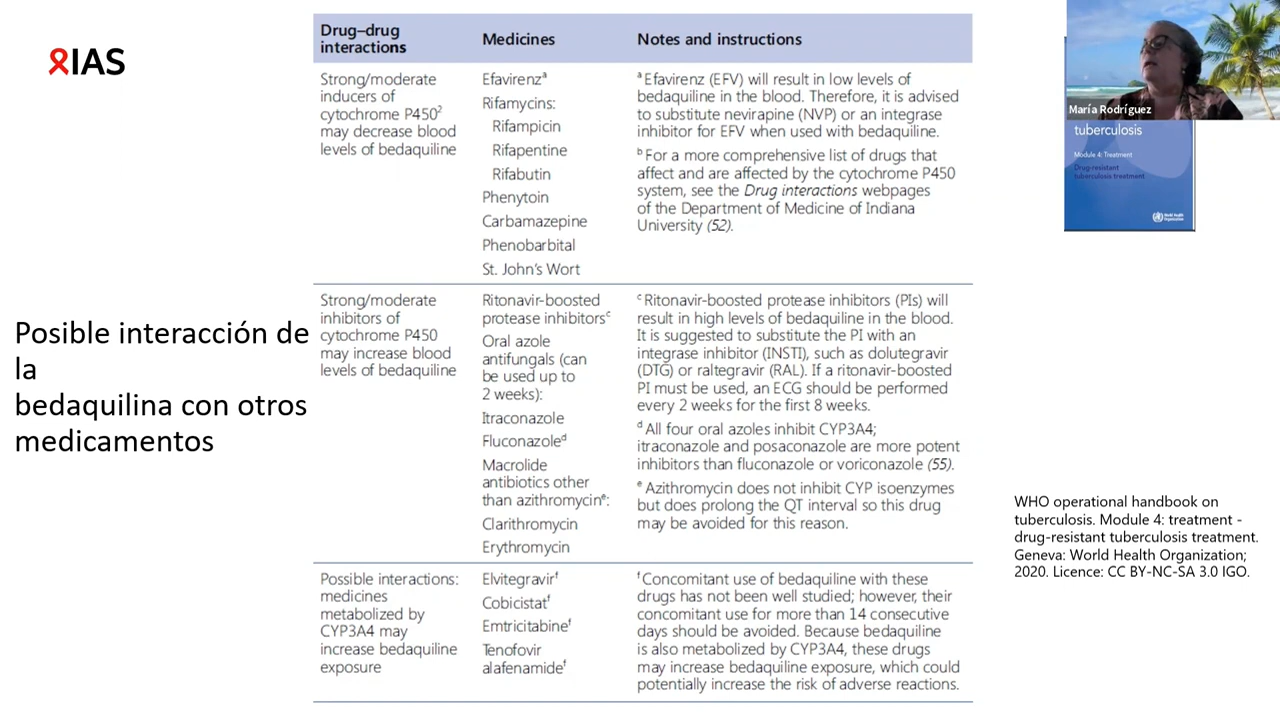 IAS
Posible interacción de
la
bedaquilina con otros
medicamentos
Drug–drug
interactions
Medicines
Notes and instructions
Strong/moderate
inducers of
cytochrome P450²
may decrease blood
levels of bedaquiline
Efavirenzᵃ
Rifamycins:
Rifampicin
Rifapentine
Rifabutin
Phenytoin
Carbamazepine
Phenobarbital
St. John's Wort
ᵃ Efavirenz (EFV) will result in low levels of
bedaquiline in the blood. Therefore, it is advised
to substitute nevirapine (NVP) or an integrase
inhibitor for EFV when used with bedaquiline.
ᵇ For a more comprehensive list of drugs that
affect and are affected by the cytochrome P450
system, see the Drug interactions webpages
of the Department of Medicine of Indiana
University (52).
Strong/moderate
inhibitors of
cytochrome P450
may increase blood
levels of bedaquiline
Ritonavir-boosted
protease inhibitorsᶜ
Oral azole
antifungals (can
be used up to
2 weeks):
Itraconazole
Fluconazoleᵈ
Macrolide
antibiotics other
than azithromycinᵉ:
Clarithromycin
Erythromycin
ᶜ Ritonavir-boosted protease inhibitors (PIs) will
result in high levels of bedaquiline in the blood.
It is suggested to substitute the PI with an
integrase inhibitor (INSTI), such as dolutegravir
(DTG) or raltegravir (RAL). If a ritonavir-boosted
PI must be used, an ECG should be performed
every 2 weeks for the first 8 weeks.
ᵈ All four oral azoles inhibit CYP3A4;
itraconazole and posaconazole are more potent
inhibitors than fluconazole or voriconazole (55).
ᵉ Azithromycin does not inhibit CYP isoenzymes
but does prolong the QT interval so this drug
may be avoided for this reason.
Possible interactions:
medicines
metabolized by
CYP3A4 may
increase bedaquiline
exposure
Elvitegravirᶠ
Cobicistatᶠ
Emtricitabineᶠ
Tenofovir
alafenamideᶠ
ᶠ Concomitant use of bedaquiline with these
drugs has not been well studied; however, their
concomitant use for more than 14 consecutive
days should be avoided. Because bedaquiline
is also metabolized by CYP3A4, these drugs
may increase bedaquiline exposure, which could
potentially increase the risk of adverse reactions.
María Rodríguez
tuberculosis
Module 4: Treatment
Drug-resistant
tuberculosis treatment
World Health
Organization
WHO operational handbook on
tuberculosis. Module 4: treatment -
drug-resistant tuberculosis treatment.
Geneva: World Health Organization;
2020. Licence: CC BY-NC-SA 3.0 IGO.